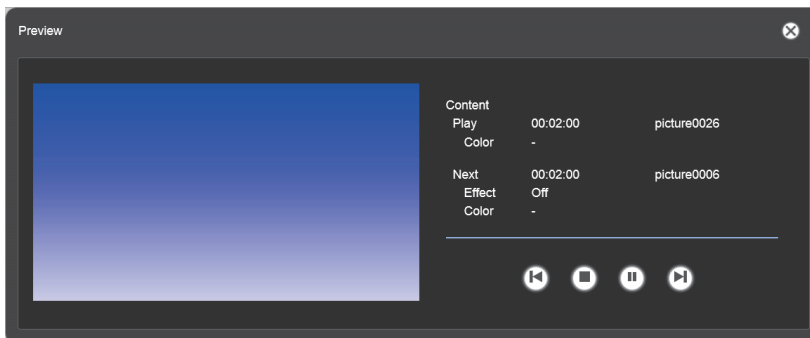 Preview
Content
Play 00:02:00 picture0026
Color -
Next 00:02:00 picture0006
Effect Off
Color -